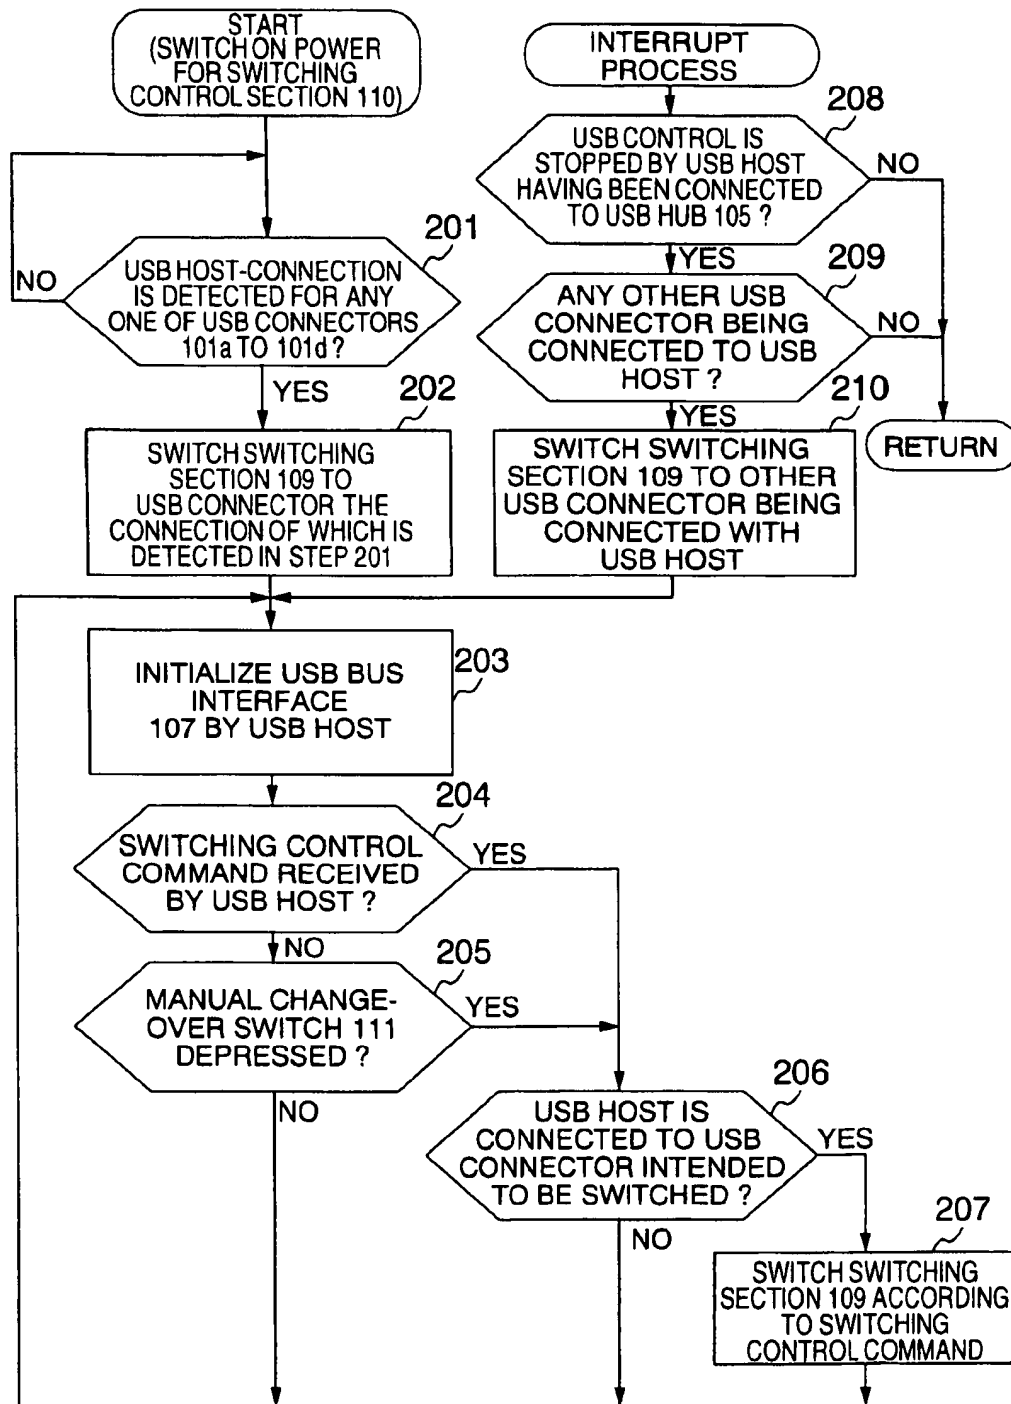 START
(SWITCH ON POWER
FOR SWITCHING
CONTROL SECTION 110)
NO
201
USB HOST-CONNECTION
IS DETECTED FOR ANY
ONE OF USB CONNECTORS
101a TO 101d ?
YES
202
SWITCH SWITCHING
SECTION 109 TO
USB CONNECTOR THE
CONNECTION OF WHICH IS
DETECTED IN STEP 201
INTERRUPT
PROCESS
208
USB CONTROL IS
STOPPED BY USB HOST
HAVING BEEN CONNECTED
TO USB HUB 105 ?
NO
YES
209
ANY OTHER USB
CONNECTOR BEING
CONNECTED TO USB
HOST ?
NO
YES
210
SWITCH SWITCHING
SECTION 109 TO OTHER
USB CONNECTOR BEING
CONNECTED WITH
USB HOST
RETURN
203
INITIALIZE USB BUS
INTERFACE
107 BY USB HOST
204
SWITCHING CONTROL
COMMAND RECEIVED
BY USB HOST ?
YES
NO
205
MANUAL CHANGE-
OVER SWITCH 111
DEPRESSED ?
YES
NO
206
USB HOST IS
CONNECTED TO USB
CONNECTOR INTENDED
TO BE SWITCHED ?
YES
NO
207
SWITCH SWITCHING
SECTION 109 ACCORDING
TO SWITCHING
CONTROL COMMAND